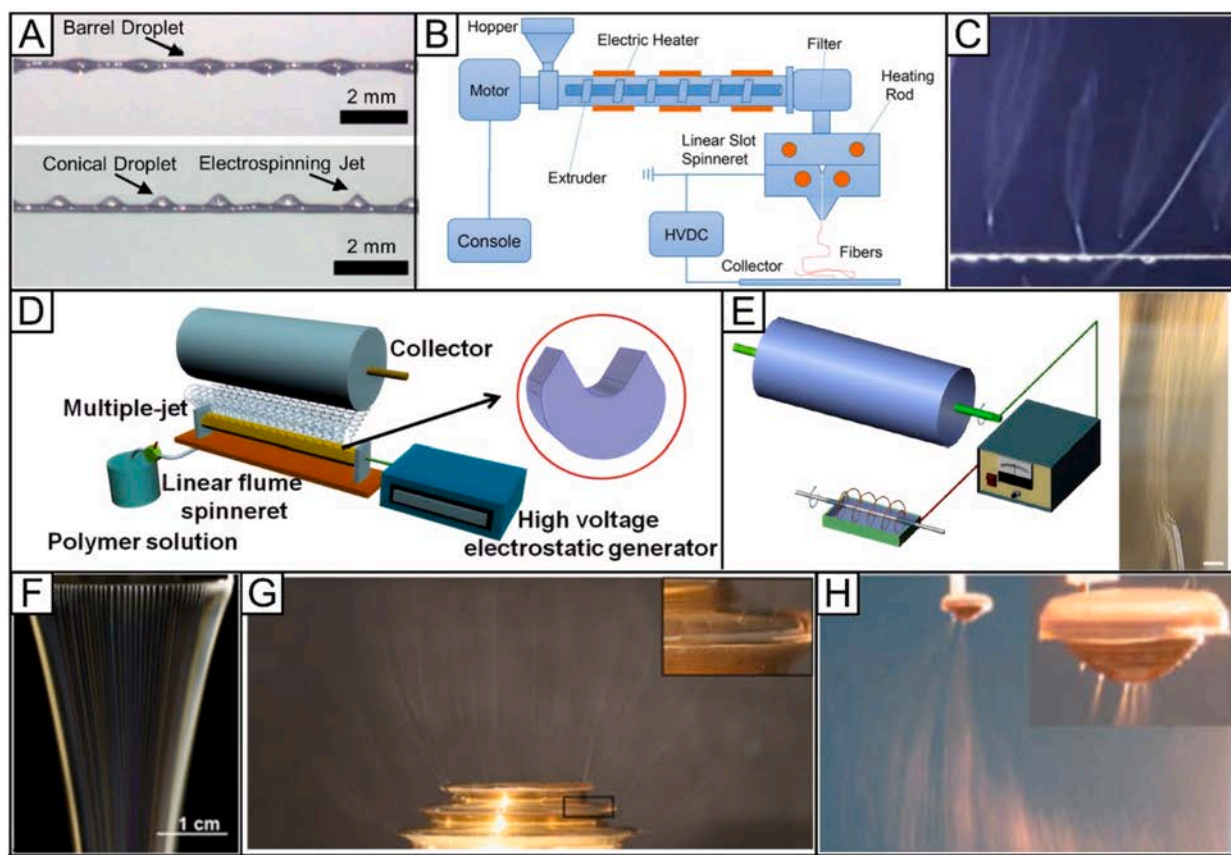 A
Barrel Droplet
2 mm
Conical Droplet
Electrospinning Jet
2 mm
B
Hopper
Electric Heater
Filter
Motor
Heating
Rod
Linear Slot
Spinneret
Extruder
Console
HVDC
Fibers
Collector
C
D
Collector
Multiple-jet
Linear flume
spinneret
Polymer solution
High voltage
electrostatic generator
E
F
1 cm
G
H